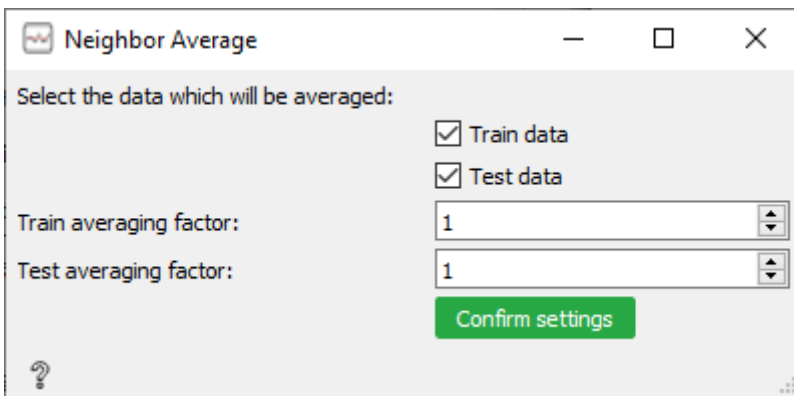 Neighbor Average
Select the data which will be averaged:
Train data
Test data
Train averaging factor: 1
Test averaging factor: 1
Confirm settings
?